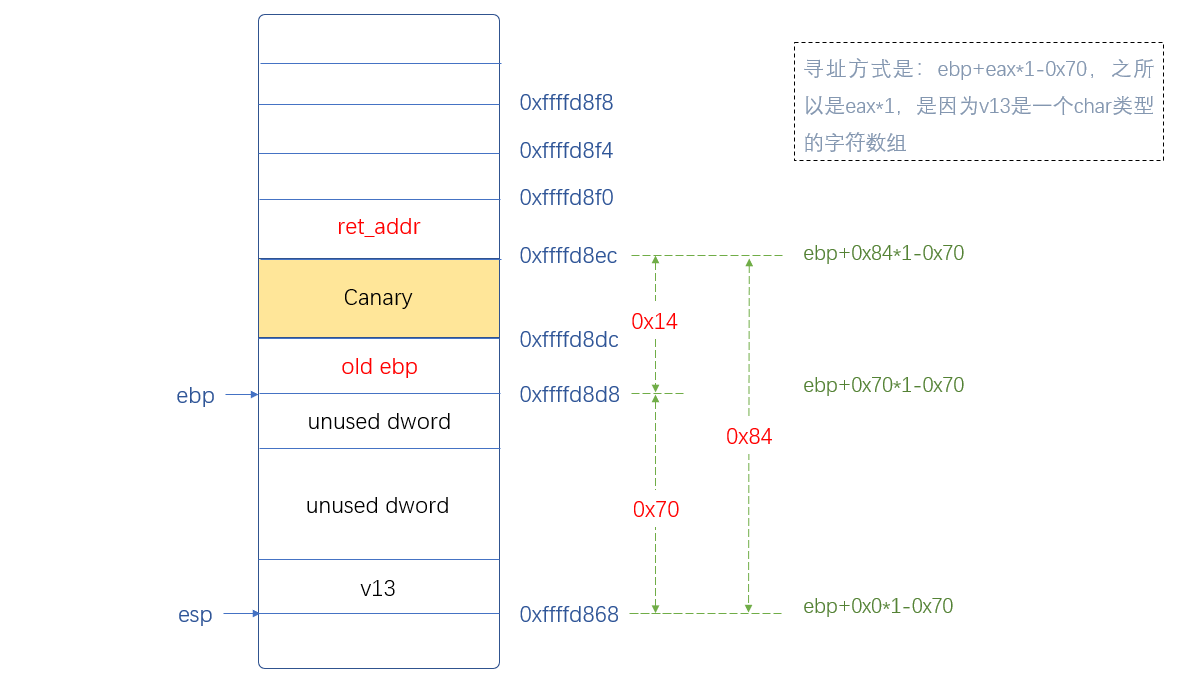 寻址方式是：ebp+eax*1-0x70，之所
以是eax*1，是因为v13是一个char类型
的字符数组
0xffffd8f8
0xffffd8f4
0xffffd8f0
ret_addr
0xffffd8ec
ebp+0x84*1-0x70
Canary
0x14
0xffffd8dc
old ebp
ebp
0xffffd8d8
ebp+0x70*1-0x70
unused dword
0x84
unused dword
0x70
v13
esp
0xffffd868
ebp+0x0*1-0x70